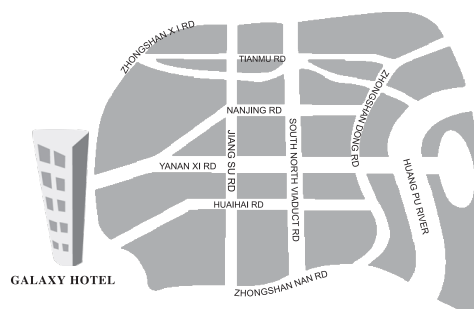 ZHONGSHAN X I RD
TIANMU RD
ZHONGSHAN DONG RD
NANJING RD
JIANG SU RD
SOUTH NORTH VIADUCT RD
YANAN XI RD
HUANG PU RIVER
HUAIHAI RD
GALAXY HOTEL
ZHONGSHAN NAN RD